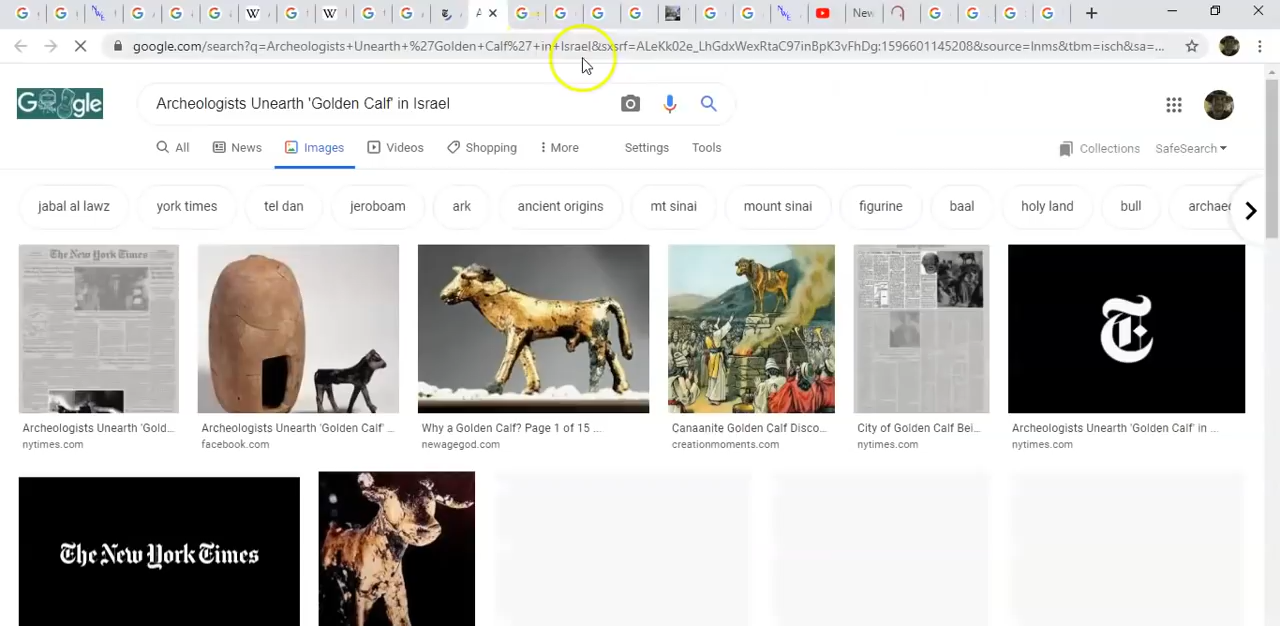 A
New
google.com/search?q=Archeologists+Unearth+%27Golden+Calf%27+in+Israel&sxsrf=ALeKk02e_LhGdxWexRtaC97inBpK3vFhDg:1596601145208&source=lnms&tbm=isch&sa=...
Google
Archeologists Unearth 'Golden Calf' in Israel
All News Images Videos Shopping More Settings Tools Collections SafeSearch
jabal al lawz york times tel dan jeroboam ark ancient origins mt sinai mount sinai figurine baal holy land bull archaeo
The New York Times
Archeologists Unearth 'Gold... Archeologists Unearth 'Golden Calf' ... Why a Golden Calf? Page 1 of 15 ... Canaanite Golden Calf Disco... City of Golden Calf Bei... Archeologists Unearth 'Golden Calf' in ...
nytimes.com facebook.com newagegod.com creationmoments.com nytimes.com nytimes.com
The New York Times